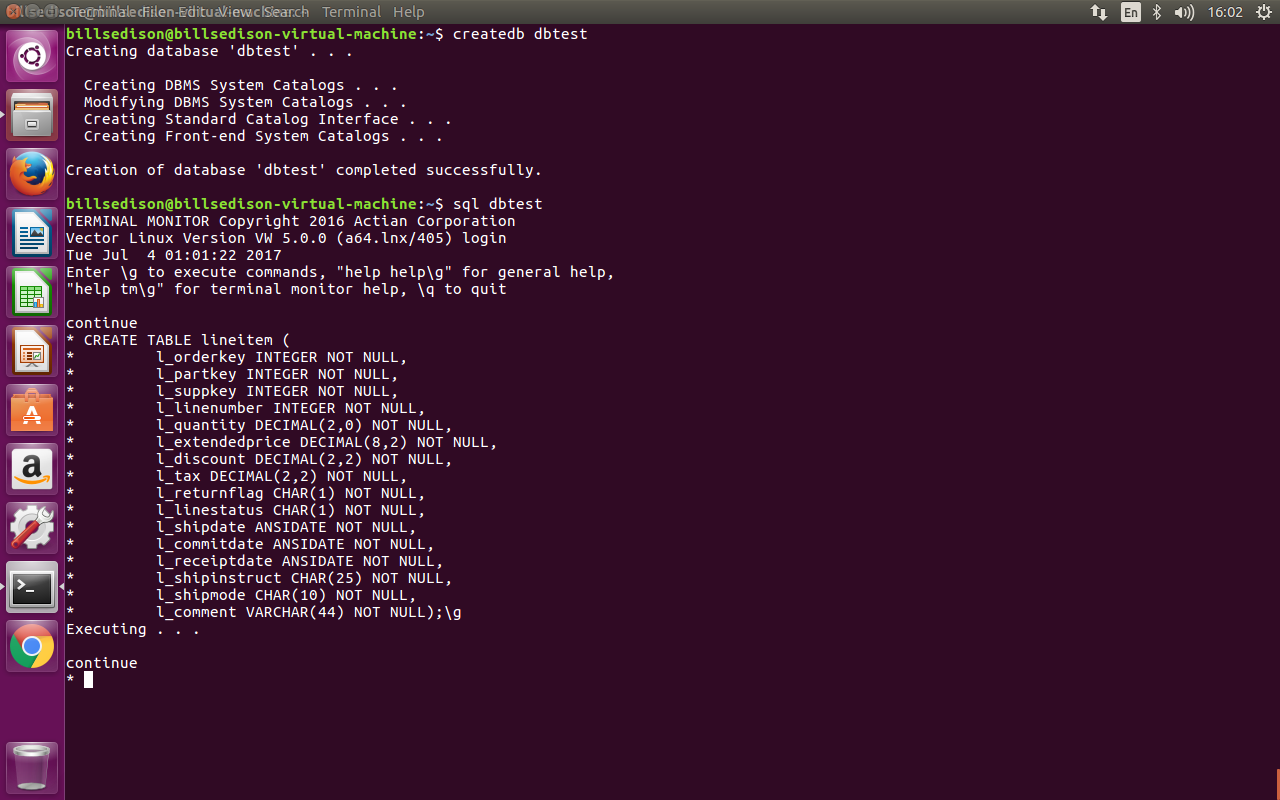 Terminal Help
En 16:02
billsedison@billsedison-virtual-machine:~$ createdb dbtest
Creating database 'dbtest' . . .
Creating DBMS System Catalogs . . .
Modifying DBMS System Catalogs . . .
Creating Standard Catalog Interface . . .
Creating Front-end System Catalogs . . .
Creation of database 'dbtest' completed successfully.
billsedison@billsedison-virtual-machine:~$ sql dbtest
TERMINAL MONITOR Copyright 2016 Actian Corporation
Vector Linux Version VW 5.0.0 (a64.lnx/405) login
Tue Jul  4 01:01:22 2017
Enter \g to execute commands, "help help\g" for general help,
"help tm\g" for terminal monitor help, \q to quit
continue
* CREATE TABLE lineitem (
*         l_orderkey INTEGER NOT NULL,
*         l_partkey INTEGER NOT NULL,
*         l_suppkey INTEGER NOT NULL,
*         l_linenumber INTEGER NOT NULL,
*         l_quantity DECIMAL(2,0) NOT NULL,
*         l_extendedprice DECIMAL(8,2) NOT NULL,
*         l_discount DECIMAL(2,2) NOT NULL,
*         l_tax DECIMAL(2,2) NOT NULL,
*         l_returnflag CHAR(1) NOT NULL,
*         l_linestatus CHAR(1) NOT NULL,
*         l_shipdate ANSIDATE NOT NULL,
*         l_commitdate ANSIDATE NOT NULL,
*         l_receiptdate ANSIDATE NOT NULL,
*         l_shipinstruct CHAR(25) NOT NULL,
*         l_shipmode CHAR(10) NOT NULL,
*         l_comment VARCHAR(44) NOT NULL);\g
Executing . . .
continue
*